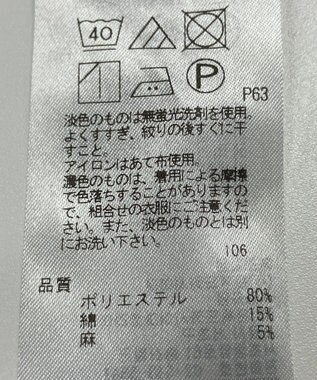 40
P
P63
淡色のものは無蛍光洗剤を使用。
よくすすぎ、絞りの後すぐに干
すこと。
アイロンはあて布使用。
濃色のものは、着用による摩擦
で色落ちすることがありますの
で、組合せの衣服にご注意くだ
さい。また、淡色のものとは別
にお洗い下さい。
106
品質
ポリエステル 80%
綿 15%
麻 5%